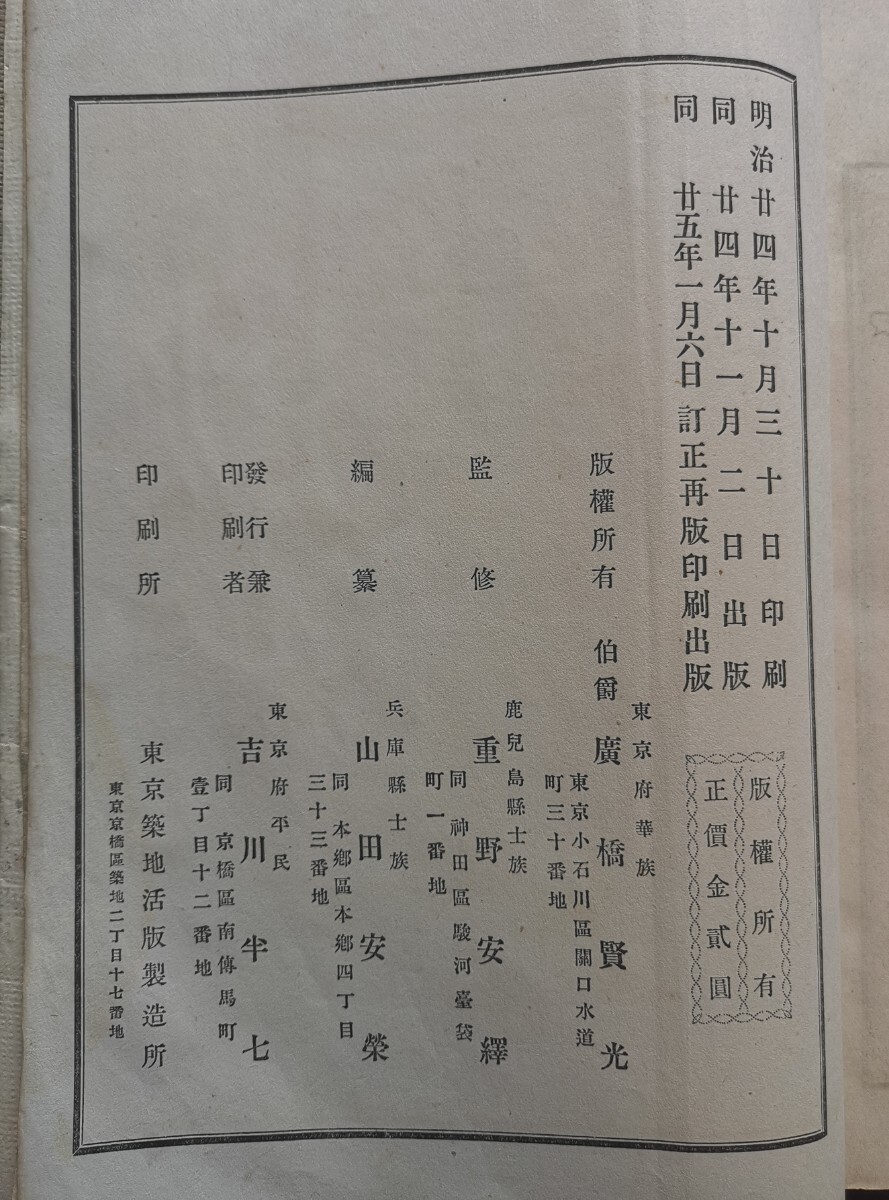 明治廿四年十月三十日印刷
同 廿四年十一月二日出版
同 廿五年一月六日訂正再版印刷出版
版權所有
正價金貳圓
東京府華族
版權所有 伯爵 廣橋賢光
東京小石川區關口水道
町三十番地
鹿兒島縣士族
監修 重野安繹
同神田區駿河臺袋
町一番地
兵庫縣士族
編纂 山田安榮
同本鄉區本鄉四丁目
三十三番地
東京府平民
發行兼
印刷者 吉川半七
同 京橋區南傳馬町
壹丁目十二番地
印刷所 東京築地活版製造所
東京京橋區築地二丁目十七番地